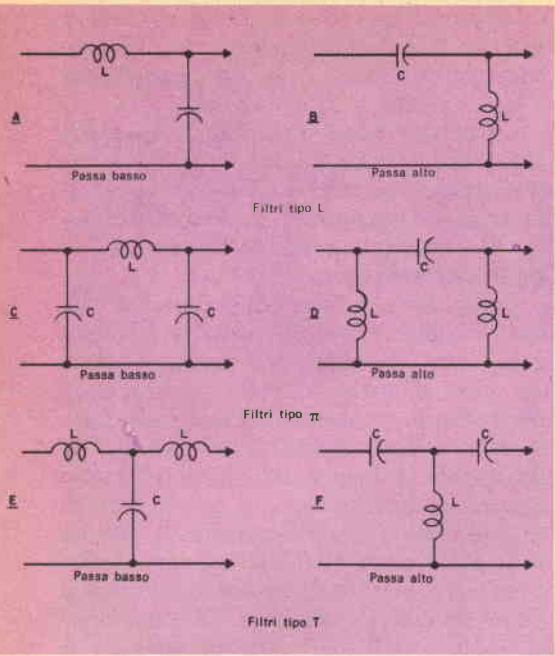 L
C
A
B
L
Passa basso
Passa alto
Filtri tipo L
L
C
C
C
C
D
L
L
Passa basso
Passa alto
Filtri tipo π
L
L
C
C
E
C
F
L
Passa basso
Passa alto
Filtri tipo T